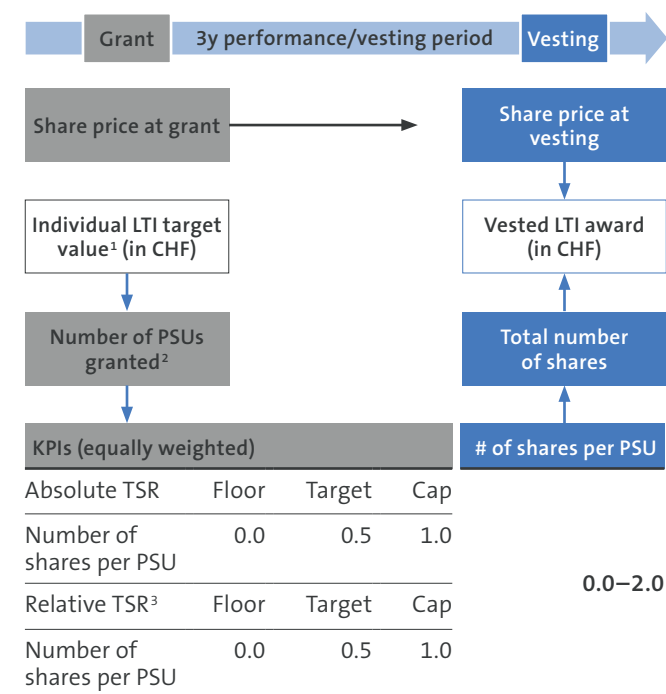 Grant 3y performance/vesting period Vesting
Share price at grant
Share price at
vesting
Individual LTI target
value¹ (in CHF)
Vested LTI award
(in CHF)
Number of PSUs
granted²
Total number
of shares
KPIs (equally weighted) # of shares per PSU
Absolute TSR Floor Target Cap
Number of 0.0 0.5 1.0
shares per PSU
0.0–2.0
Relative TSR³ Floor Target Cap
Number of 0.0 0.5 1.0
shares per PSU